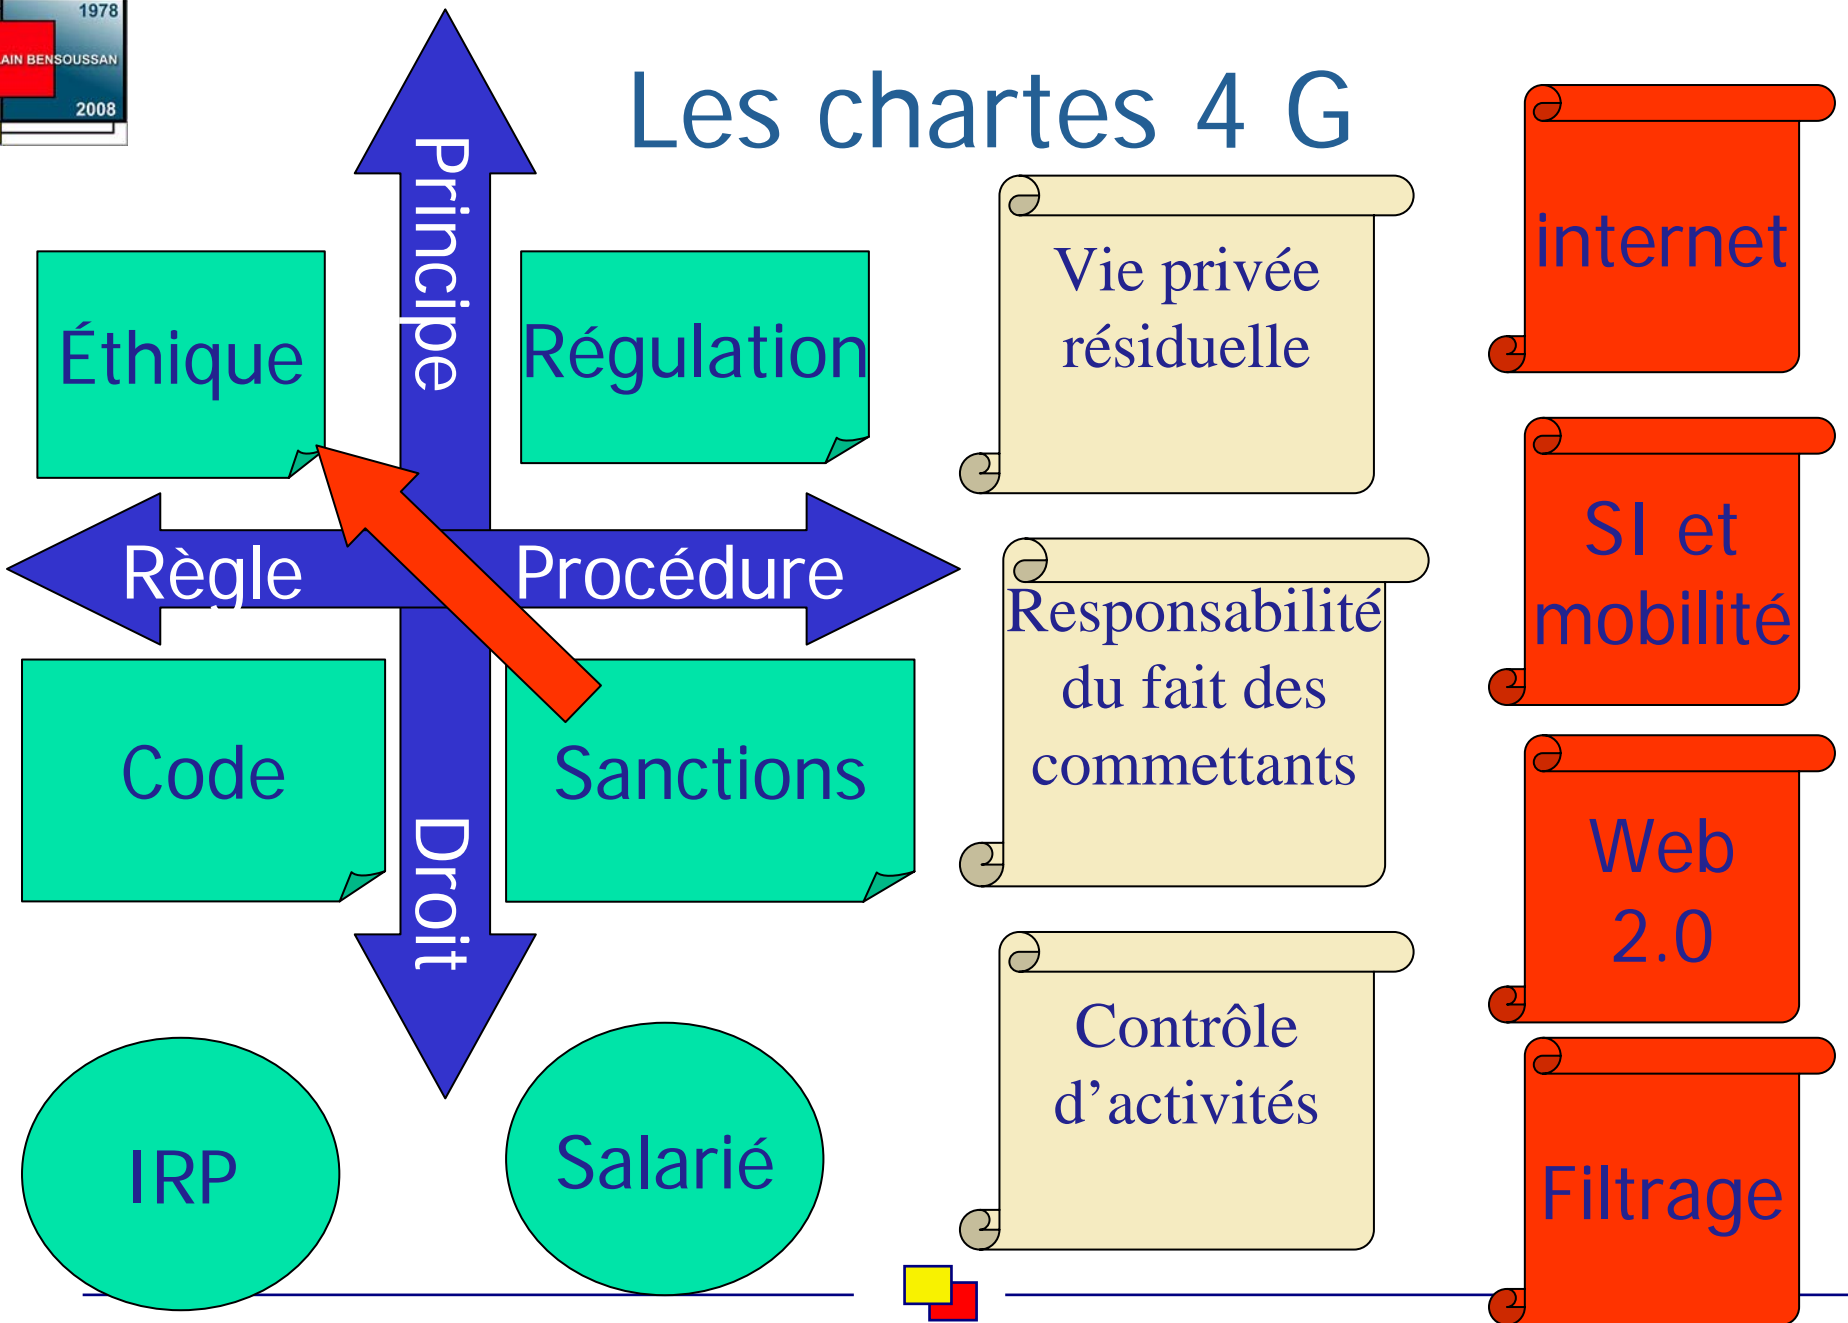 1978
AIN BENSOUSSAN
2008
Les chartes 4 G
Principe
Éthique
Régulation
Règle
Procédure
Code
Sanctions
Droit
IRP
Salarié
Vie privée
résiduelle
Responsabilité
du fait des
commettants
Contrôle
d’activités
internet
SI et
mobilité
Web
2.0
Filtrage